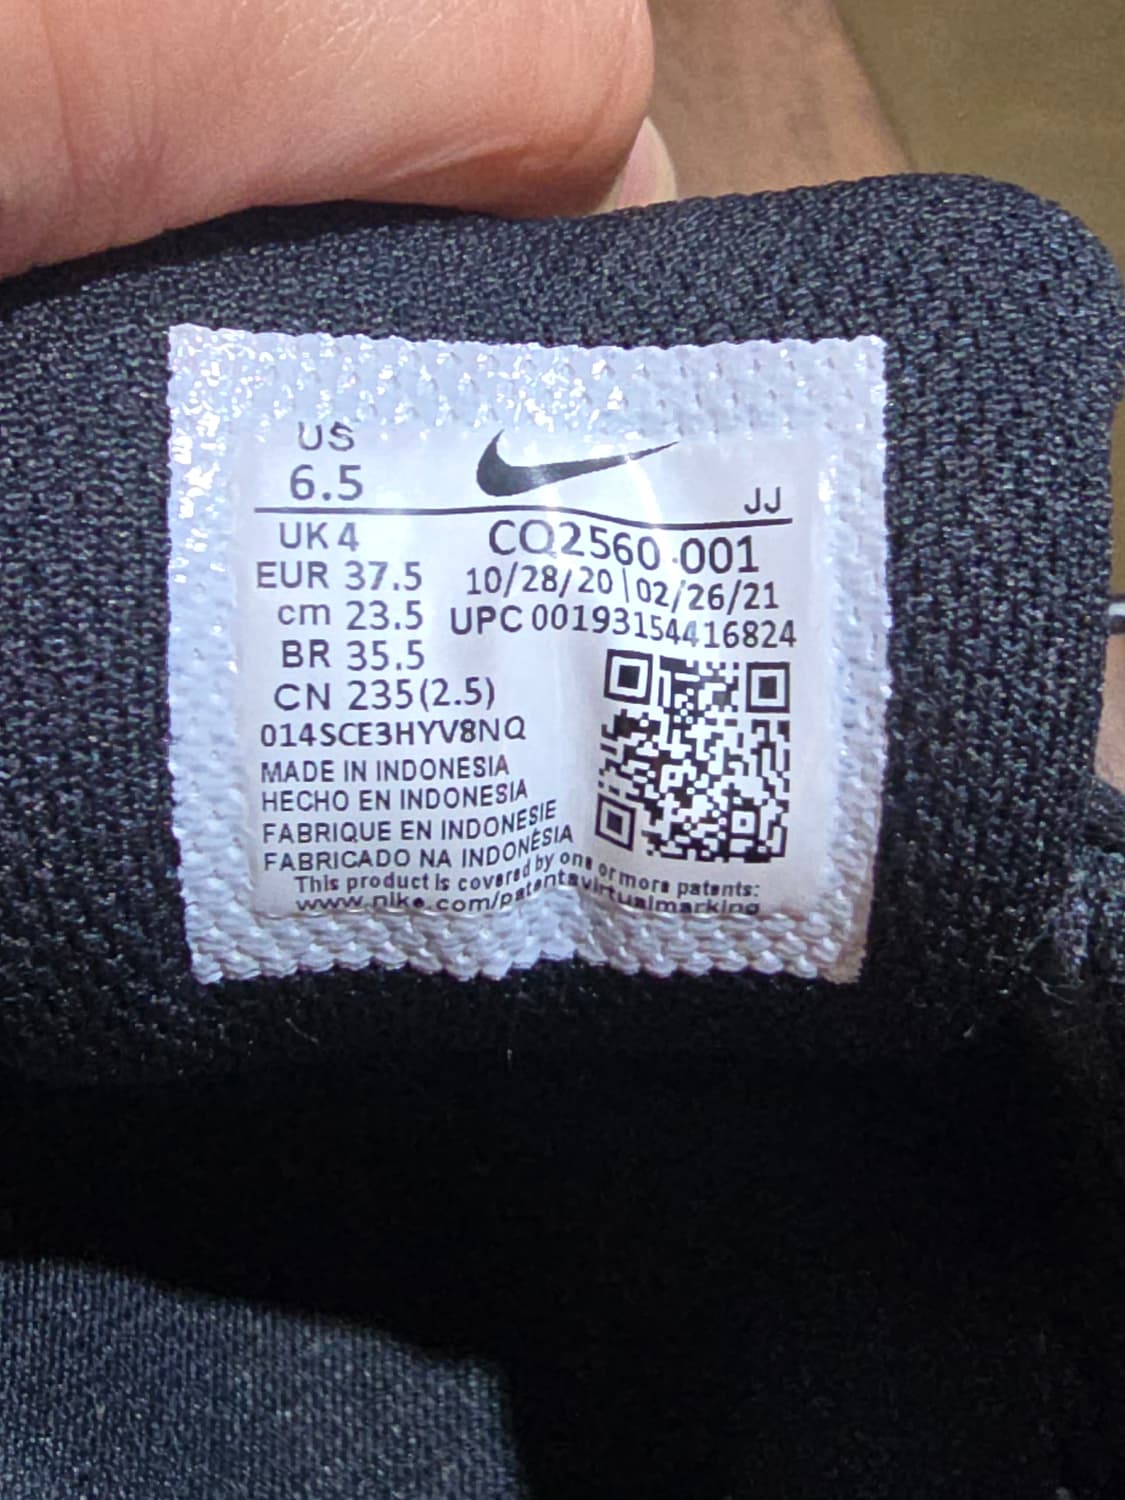 US
6.5
JJ
UK 4
CQ2560 001
EUR 37.5
10/28/20 | 02/26/21
cm 23.5
UPC 00193154416824
BR 35.5
CN 235(2.5)
014SCE3HYV8NQ
MADE IN INDONESIA
HECHO EN INDONESIA
FABRIQUE EN INDONESIE
FABRICADO NA INDONÉSIA
This product is covered by one or more patents:
www.nike.com/patentsvirtualmarking